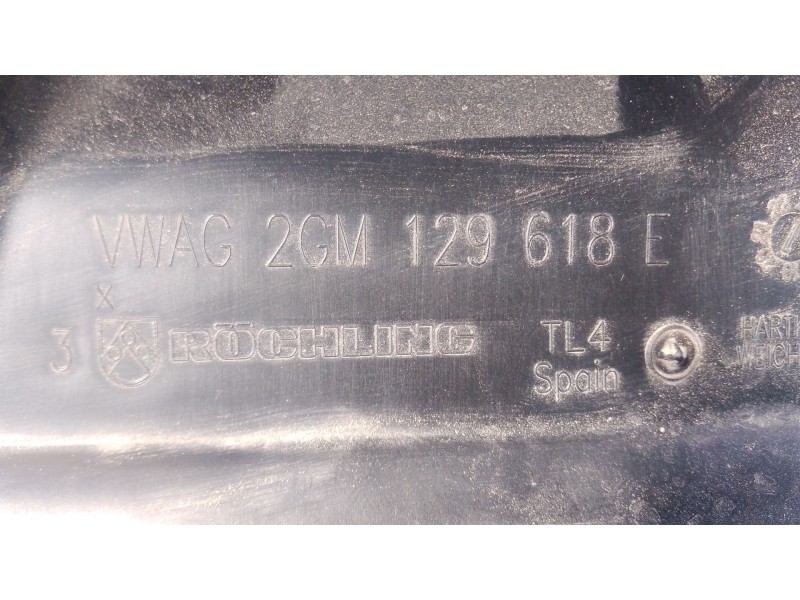 VWAG 2GM 129 618 E
x
3 RÖCHLING TL4
Spain